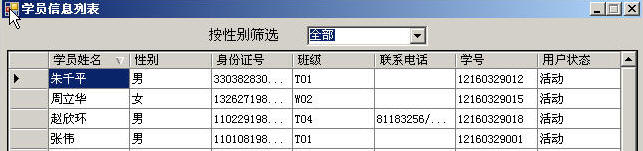 学员信息列表
按性别筛选 全部
学员姓名 性别 身份证号 班级 联系电话 学号 用户状态
朱千平 男 330382830... T01 12160329012 活动
周立华 女 132627198... W02 12160329015 活动
赵欣环 男 110229198... T04 81183256/... 12160329018 活动
张伟 男 110108198... T01 12160329001 活动